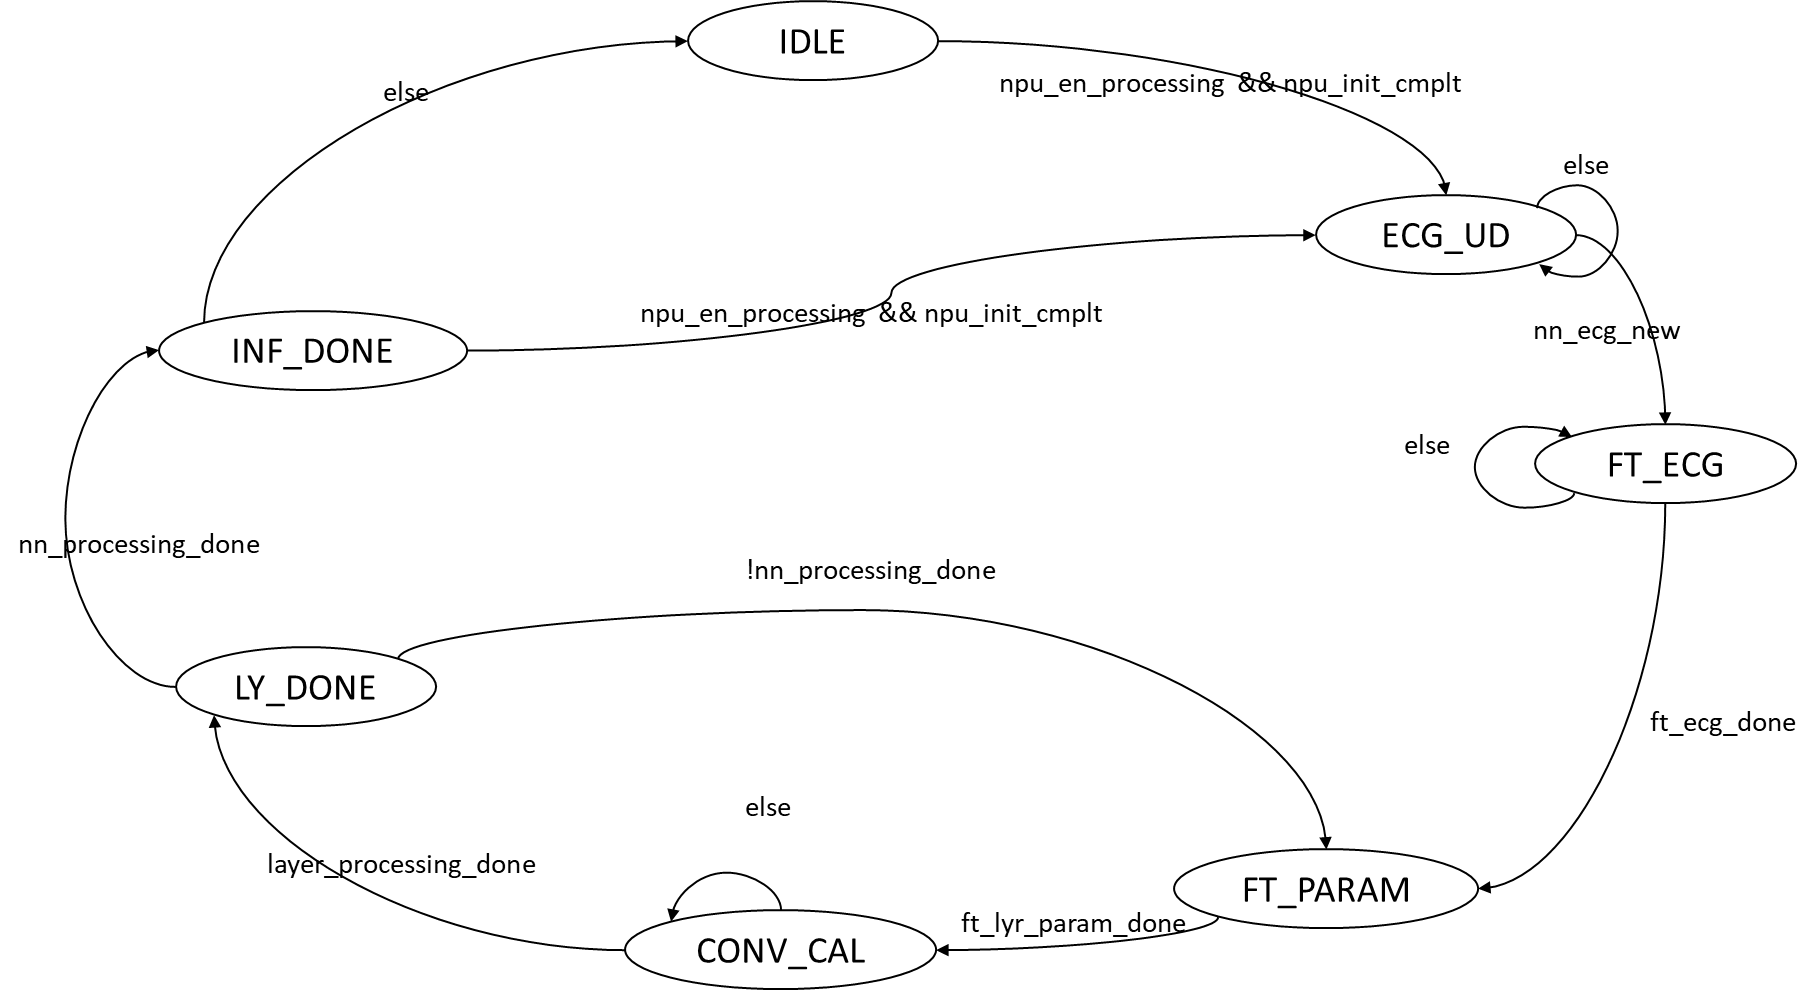 IDLE
else
npu_en_processing && npu_init_cmplt
else
ECG_UD
npu_en_processing && npu_init_cmplt
nn_ecg_new
INF_DONE
else
FT_ECG
nn_processing_done
!nn_processing_done
LY_DONE
ft_ecg_done
else
layer_processing_done
FT_PARAM
ft_lyr_param_done
CONV_CAL